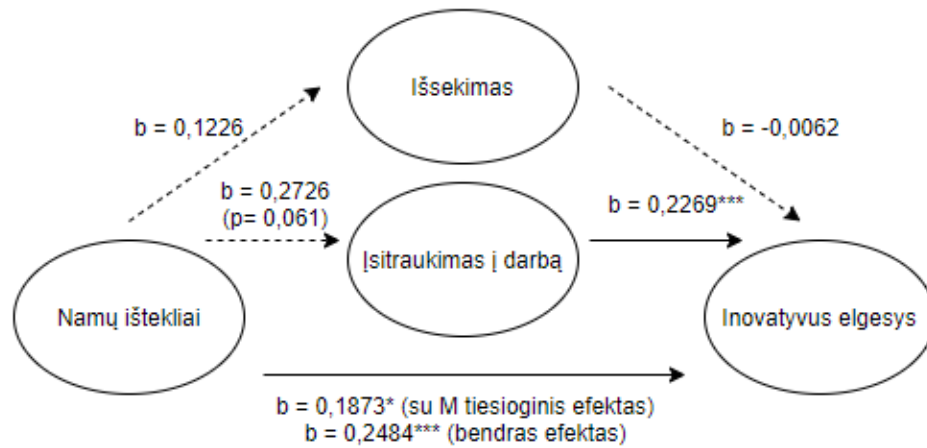 Išsekimas
b = 0,1226
b = -0,0062
b = 0,2726
(p= 0,061)
b = 0,2269***
Įsitraukimas į darbą
Namų ištekliai
Inovatyvus elgesys
b = 0,1873* (su M tiesioginis efektas)
b = 0,2484*** (bendras efektas)